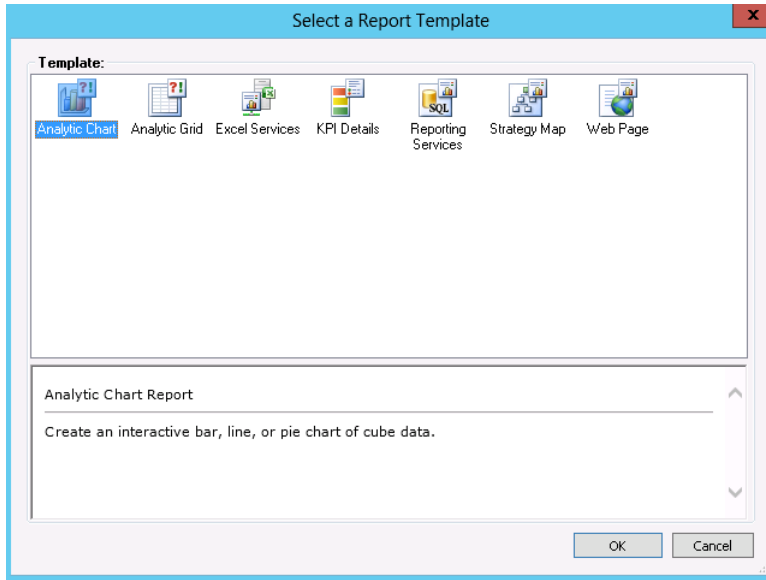 Select a Report Template
x
Template:
Analytic Chart Analytic Grid Excel Services KPI Details Reporting Services Strategy Map Web Page
SQL
Analytic Chart Report
Create an interactive bar, line, or pie chart of cube data.
OK Cancel